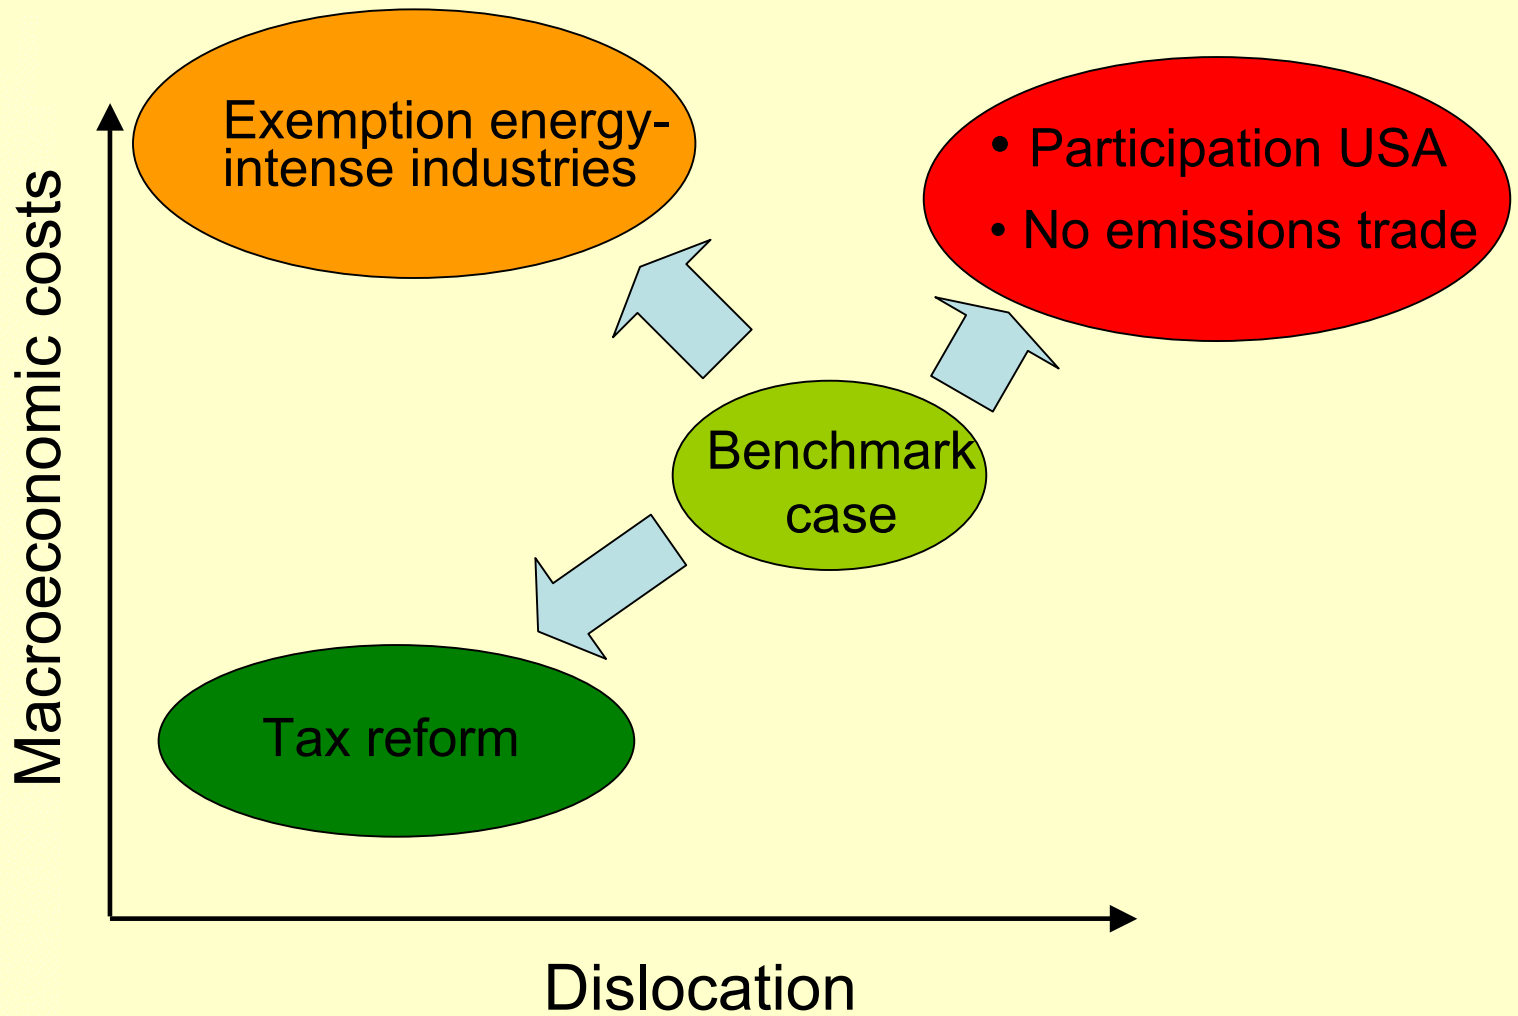 Macroeconomic costs
Exemption energy-
intense industries
• Participation USA
• No emissions trade
Benchmark
case
Tax reform
Dislocation